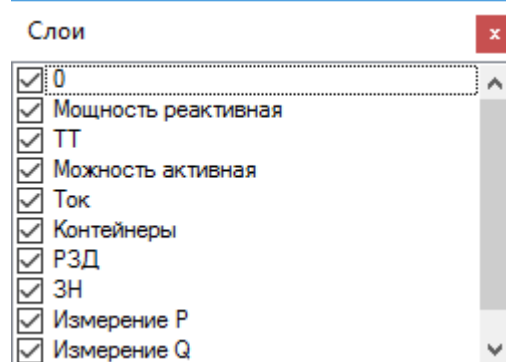 Слои
x
0
Мощность реактивная
ТТ
Можность активная
Ток
Контейнеры
РЗД
ЗН
Измерение P
Измерение Q